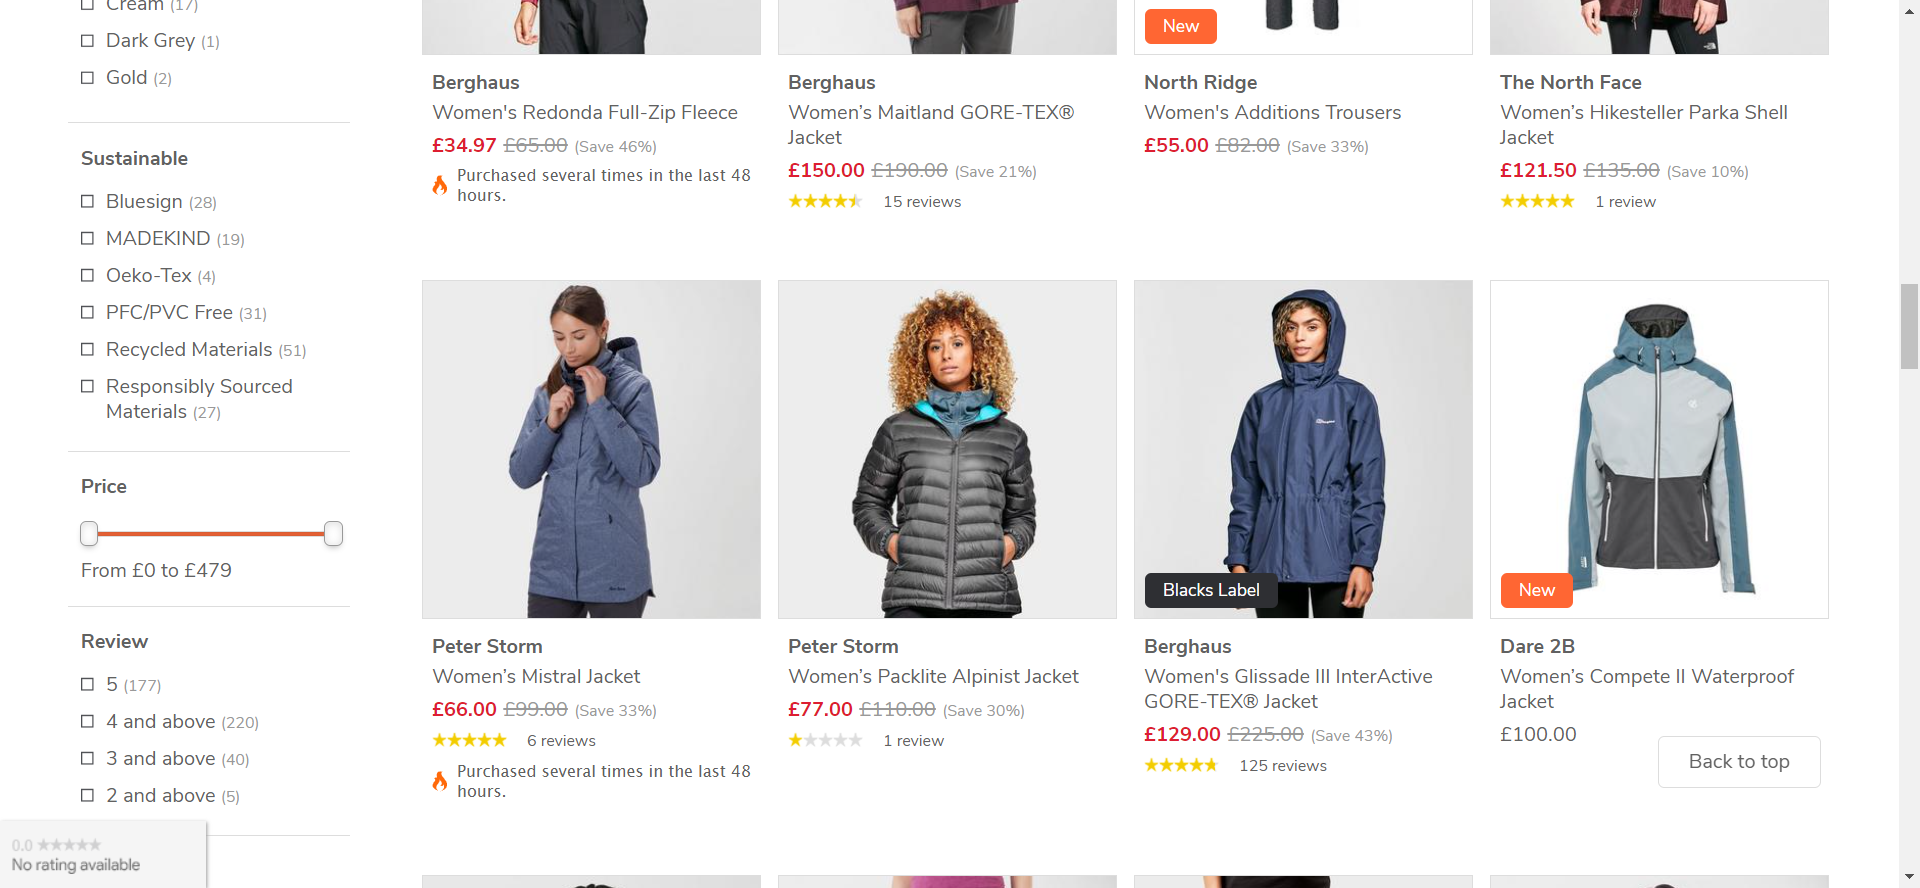 Cream (17)
Dark Grey (1)
Gold (2)
Sustainable
Bluesign (28)
MADEKIND (19)
Oeko-Tex (4)
PFC/PVC Free (31)
Recycled Materials (51)
Responsibly Sourced
Materials (27)
Price
From £0 to £479
Review
5 (177)
4 and above (220)
3 and above (40)
2 and above (5)
0.0
No rating available
Berghaus
Women's Redonda Full-Zip Fleece
£34.97 £65.00 (Save 46%)
Purchased several times in the last 48
hours.
Berghaus
Women’s Maitland GORE-TEX®
Jacket
£150.00 £190.00 (Save 21%)
15 reviews
New
North Ridge
Women's Additions Trousers
£55.00 £82.00 (Save 33%)
The North Face
Women’s Hikesteller Parka Shell
Jacket
£121.50 £135.00 (Save 10%)
1 review
Peter Storm
Women’s Mistral Jacket
£66.00 £99.00 (Save 33%)
6 reviews
Purchased several times in the last 48
hours.
Peter Storm
Women’s Packlite Alpinist Jacket
£77.00 £110.00 (Save 30%)
1 review
Blacks Label
Berghaus
Women's Glissade III InterActive
GORE-TEX® Jacket
£129.00 £225.00 (Save 43%)
125 reviews
New
Dare 2B
Women’s Compete II Waterproof
Jacket
£100.00
Back to top